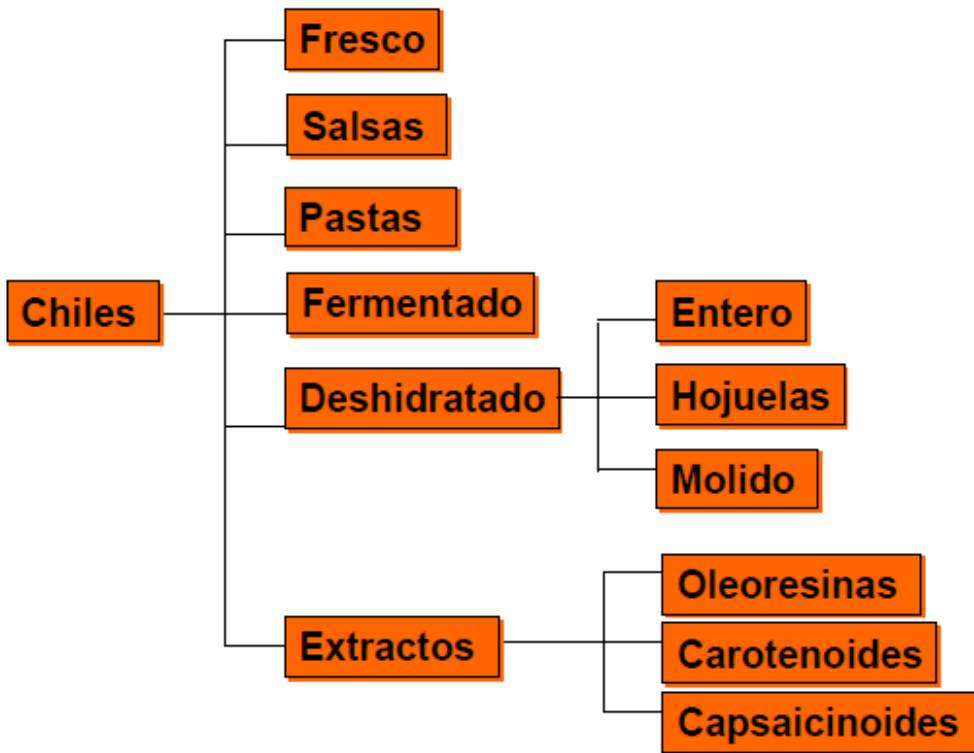 Fresco
Salsas
Pastas
Chiles
Fermentado
Entero
Deshidratado
Hojuelas
Molido
Oleoresinas
Extractos
Carotenoides
Capsaicinoides